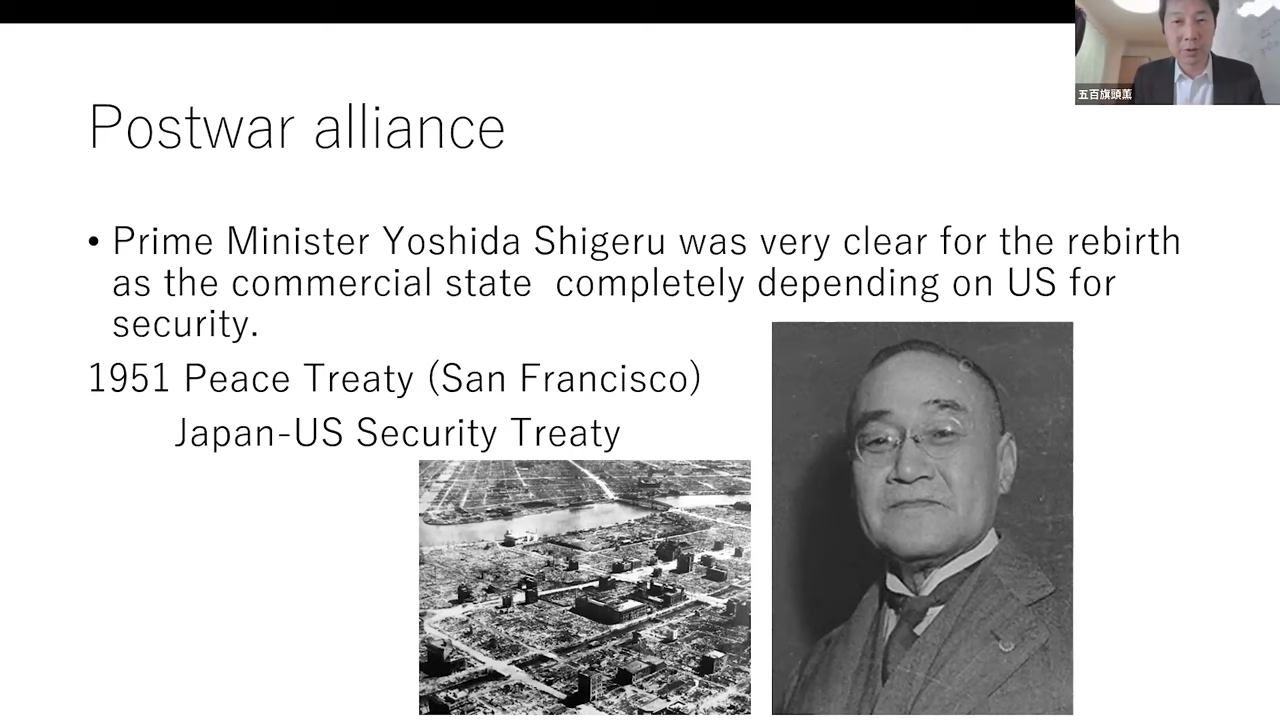 五百旗頭薫
Postwar alliance
• Prime Minister Yoshida Shigeru was very clear for the rebirth
as the commercial state completely depending on US for
security.
1951 Peace Treaty (San Francisco)
Japan-US Security Treaty